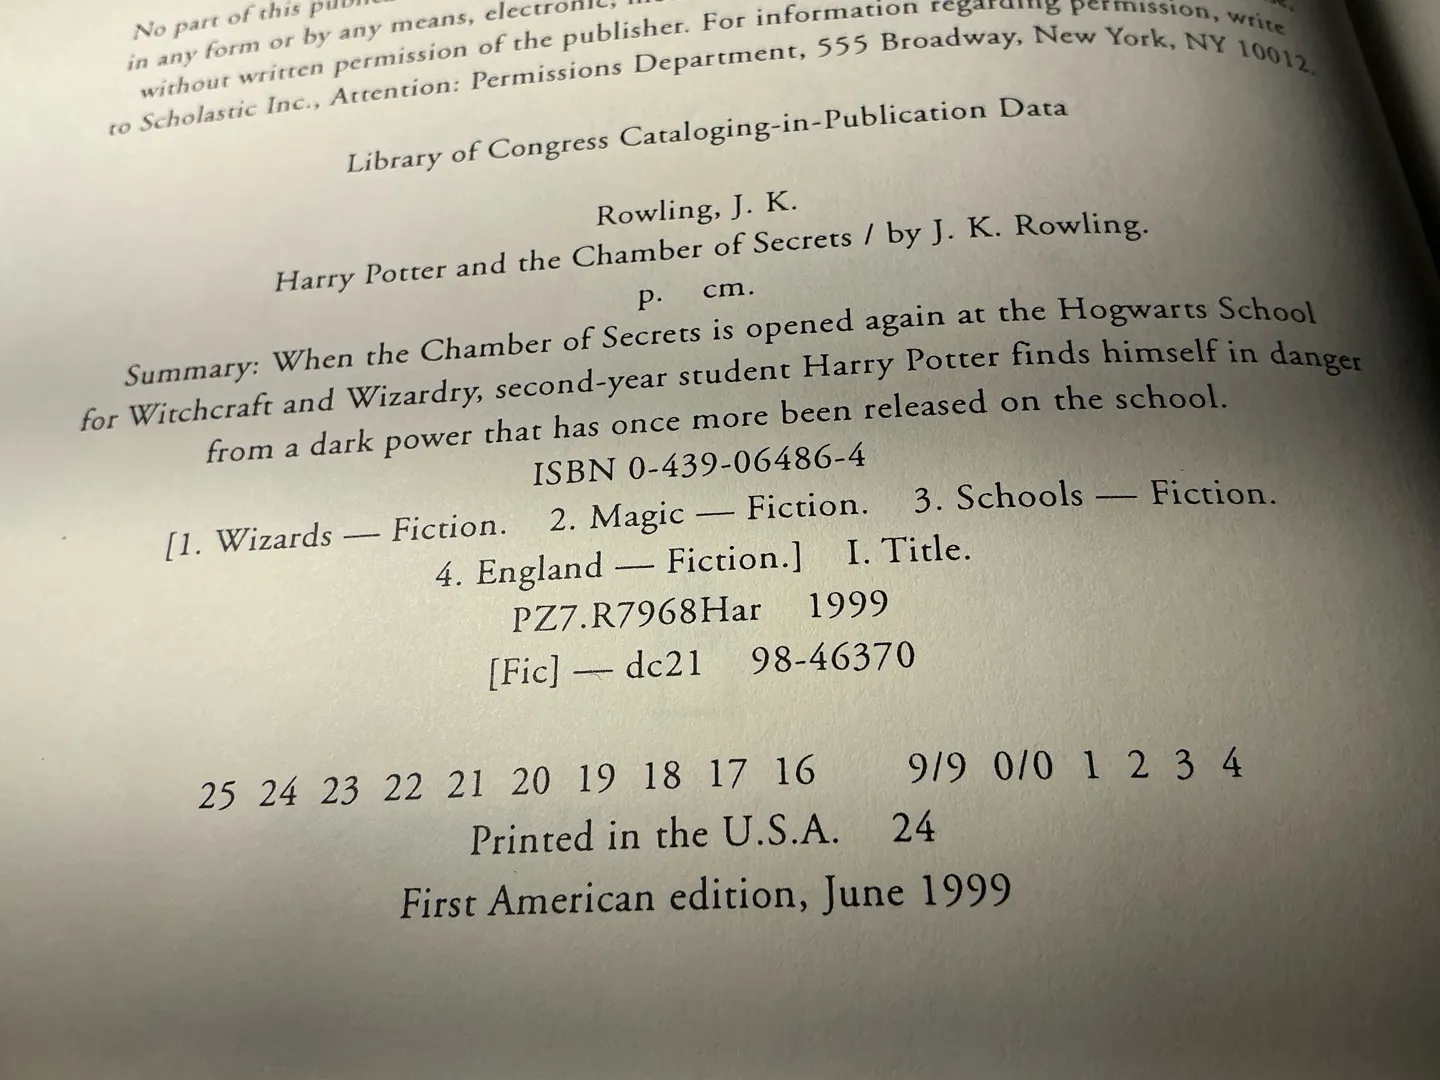 No part of this
in any form or by any means, electronic,
without written permission of the publisher. For information regarding permission, write
to Scholastic Inc., Attention: Permissions Department, 555 Broadway, New York, NY 10012.
Library of Congress Cataloging-in-Publication Data
Rowling, J. K.
Harry Potter and the Chamber of Secrets / by J. K. Rowling.
p. cm.
Summary: When the Chamber of Secrets is opened again at the Hogwarts School
for Witchcraft and Wizardry, second-year student Harry Potter finds himself in danger
from a dark power that has once more been released on the school.
ISBN 0-439-06486-4
[1. Wizards — Fiction. 2. Magic — Fiction. 3. Schools — Fiction.
4. England — Fiction.] I. Title.
PZ7.R7968Har 1999
[Fic] — dc21 98-46370
25 24 23 22 21 20 19 18 17 16 9/9 0/0 1 2 3 4
Printed in the U.S.A. 24
First American edition, June 1999